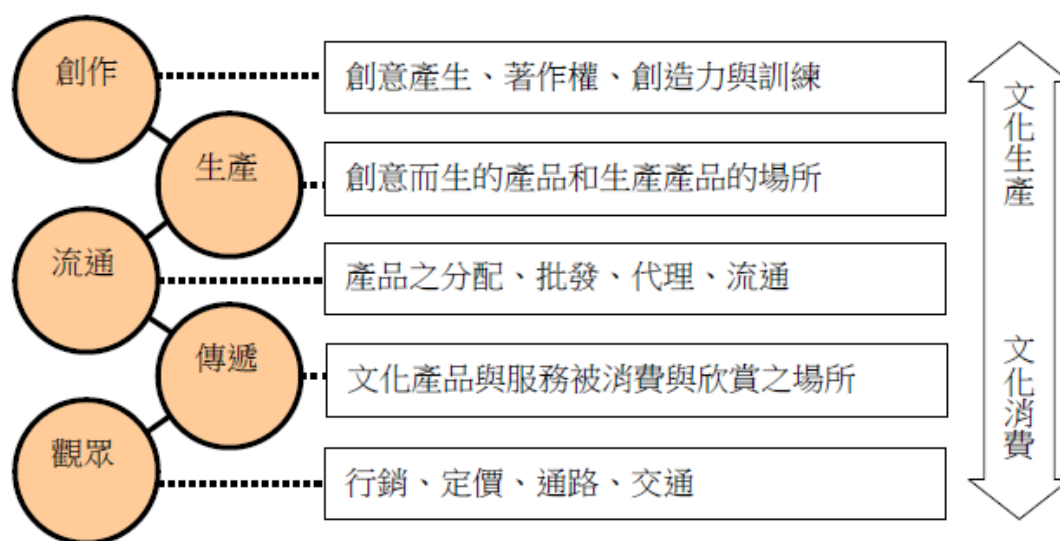 創作
創意產生、著作權、創造力與訓練
生產
創意而生的產品和生產產品的場所
流通
產品之分配、批發、代理、流通
傳遞
文化產品與服務被消費與欣賞之場所
觀眾
行銷、定價、通路、交通
文化生產
文化消費